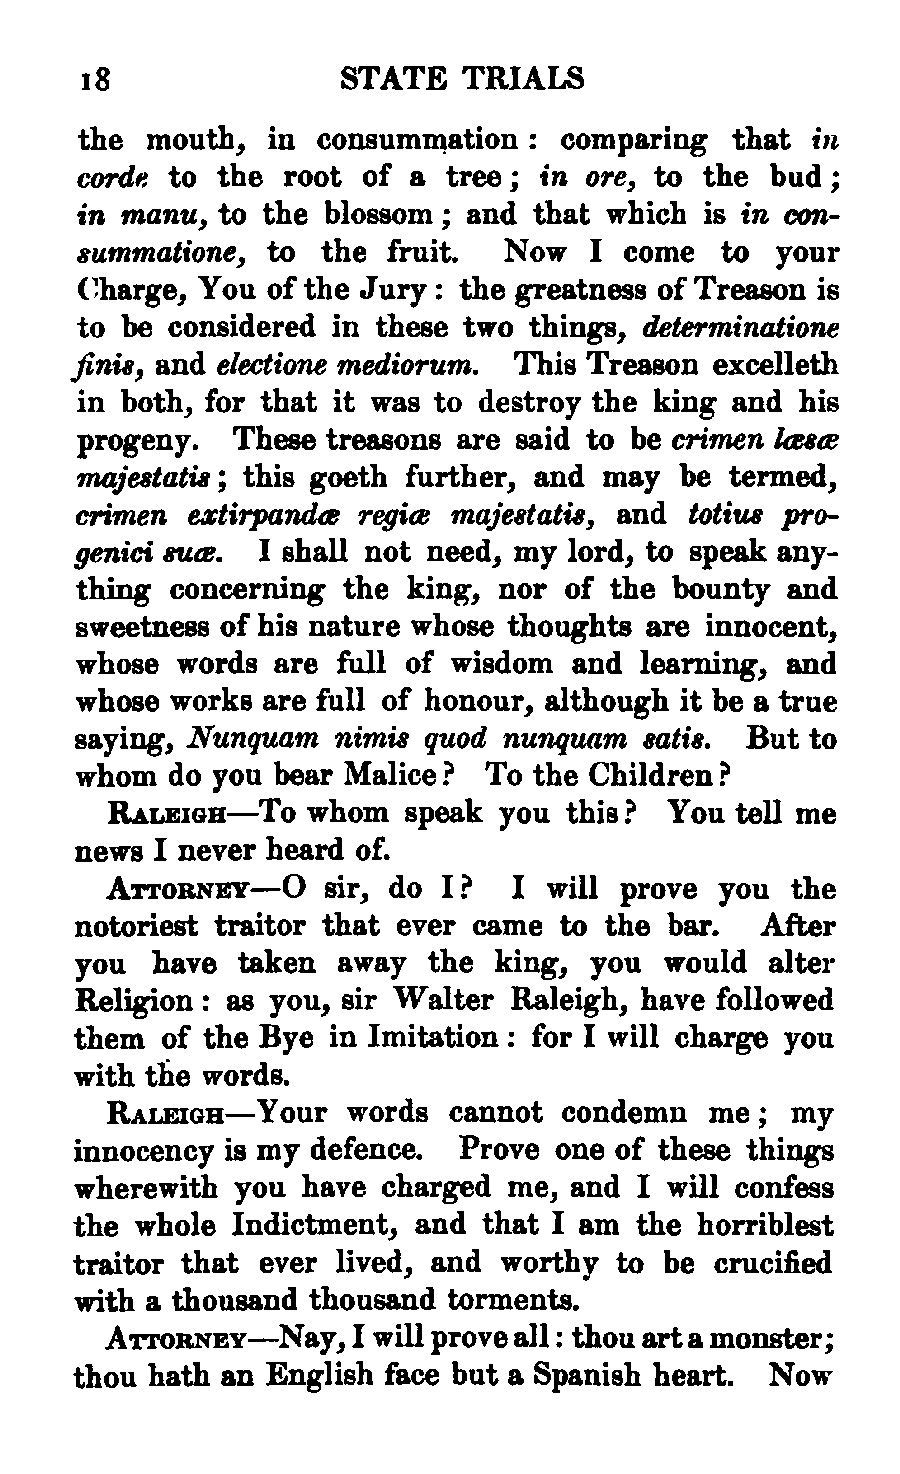 18 STATE TRIALS
the mouth, in consummation : comparing that in
corde to the root of a tree ; in ore, to the bud ;
in manu, to the blossom ; and that which is in con-
summatione, to the fruit. Now I come to your
Charge, You of the Jury : the greatness of Treason is
to be considered in these two things, determinatione
finis, and electione mediorum. This Treason excelleth
in both, for that it was to destroy the king and his
progeny. These treasons are said to be crimen læsæ
majestatis ; this goeth further, and may be termed,
crimen extirpandæ regiæ majestatis, and totius pro-
genici suæ. I shall not need, my lord, to speak any-
thing concerning the king, nor of the bounty and
sweetness of his nature whose thoughts are innocent,
whose words are full of wisdom and learning, and
whose works are full of honour, although it be a true
saying, Nunquam nimis quod nunquam satis. But to
whom do you bear Malice? To the Children?
RALEIGH—To whom speak you this? You tell me
news I never heard of.
ATTORNEY—O sir, do I? I will prove you the
notoriest traitor that ever came to the bar. After
you have taken away the king, you would alter
Religion : as you, sir Walter Raleigh, have followed
them of the Bye in Imitation : for I will charge you
with the words.
RALEIGH—Your words cannot condemn me ; my
innocency is my defence. Prove one of these things
wherewith you have charged me, and I will confess
the whole Indictment, and that I am the horriblest
traitor that ever lived, and worthy to be crucified
with a thousand thousand torments.
ATTORNEY—Nay, I will prove all : thou art a monster;
thou hath an English face but a Spanish heart. Now